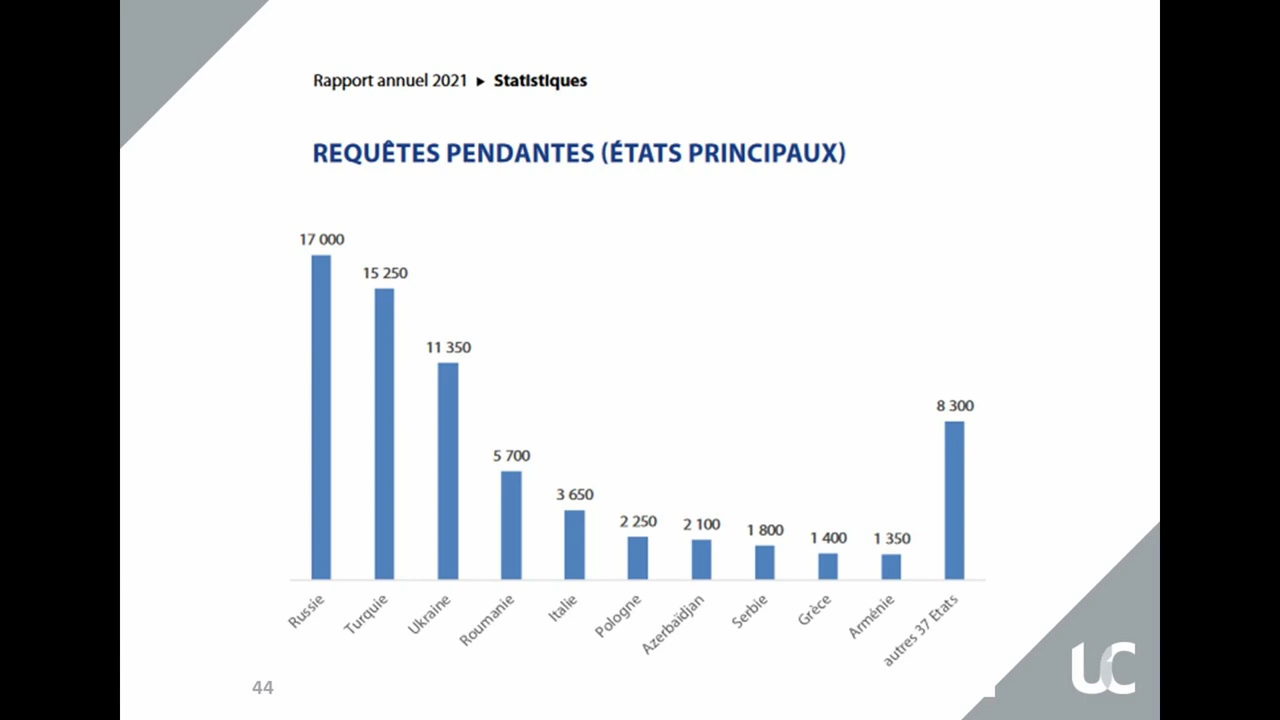 Rapport annuel 2021 ▸ Statistiques
REQUÊTES PENDANTES (ÉTATS PRINCIPAUX)
17 000
15 250
11 350
5 700
3 650
2 250
2 100
1 800
1 400
1 350
8 300
Russie
Turquie
Ukraine
Roumanie
Italie
Pologne
Azerbaïdjan
Serbie
Grèce
Arménie
autres 37 Etats
44
UC